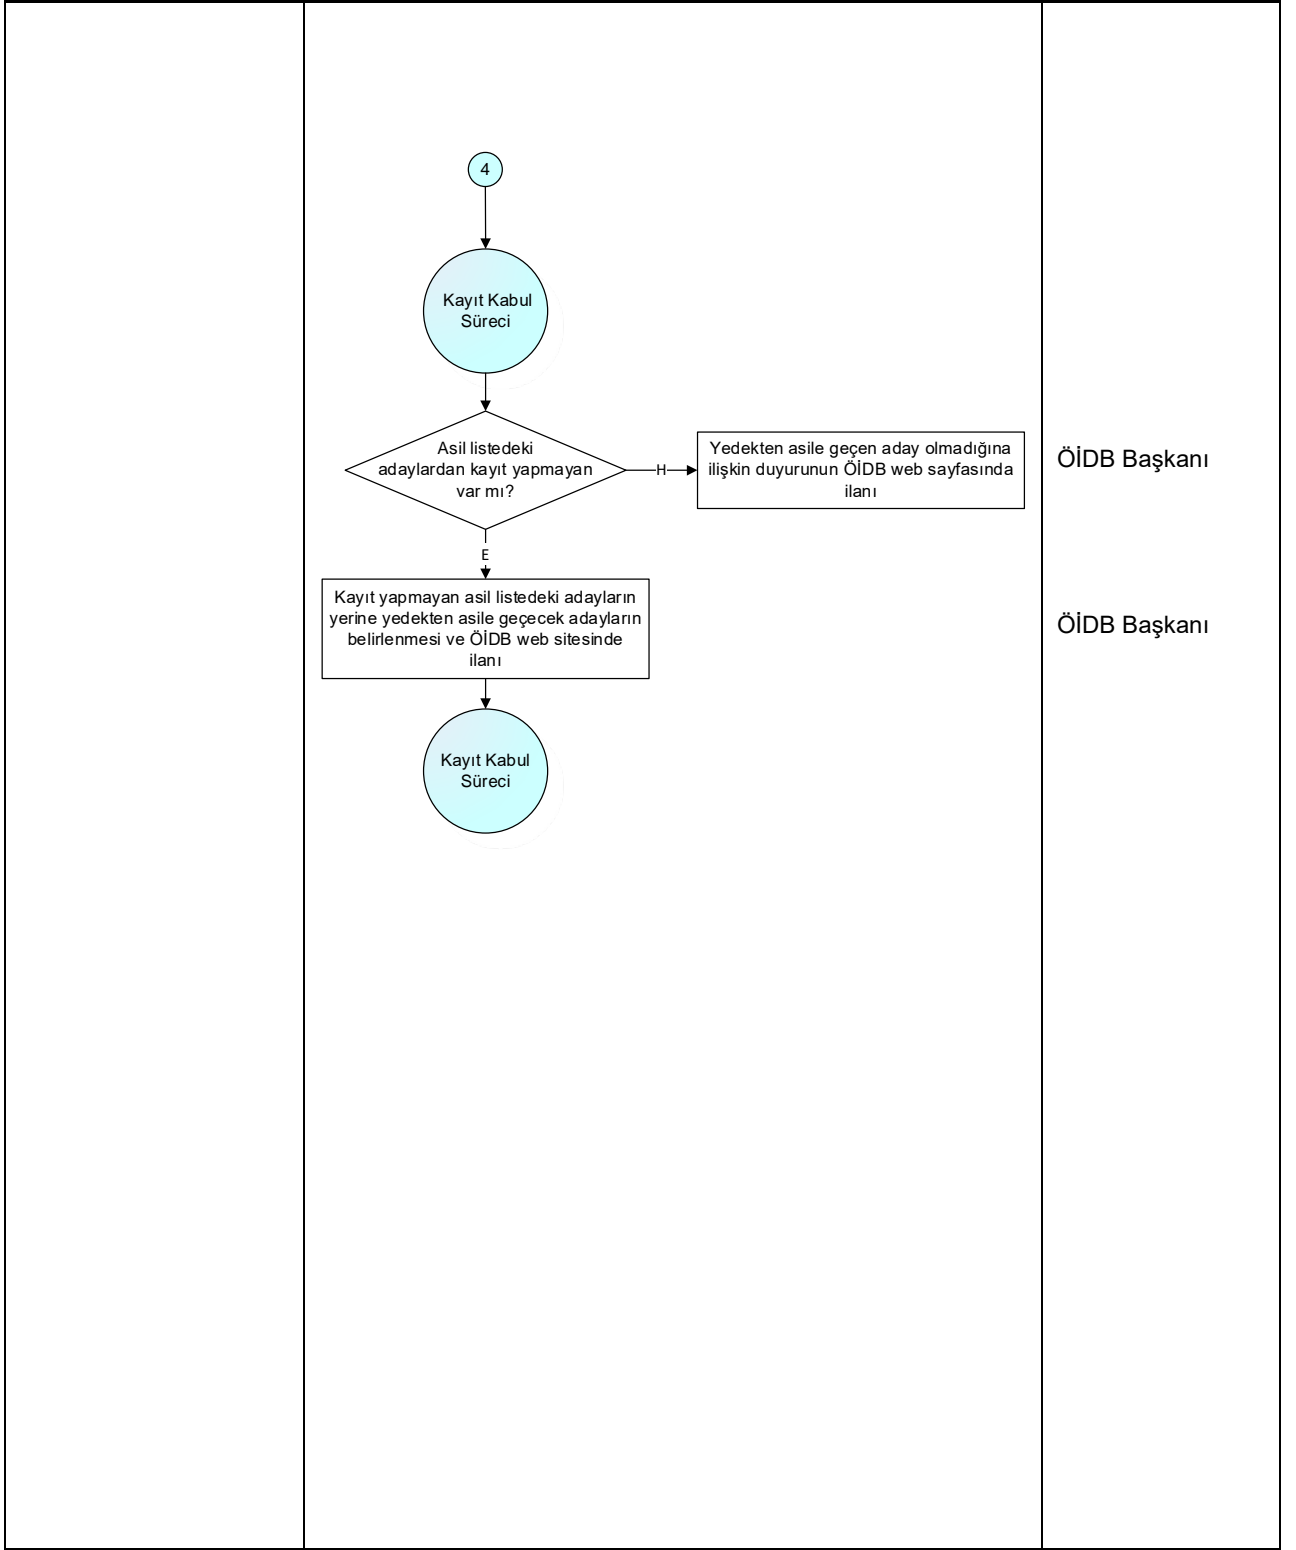 4
Kayıt Kabul
Süreci
Asil listedeki
adaylardan kayıt yapmayan
var mı?
H
Yedekten asile geçen aday olmadığına
ilişkin duyurunun ÖİDB web sayfasında
ilanı
ÖİDB Başkanı
E
Kayıt yapmayan asil listedeki adayların
yerine yedekten asile geçecek adayların
belirlenmesi ve ÖİDB web sitesinde
ilanı
ÖİDB Başkanı
Kayıt Kabul
Süreci